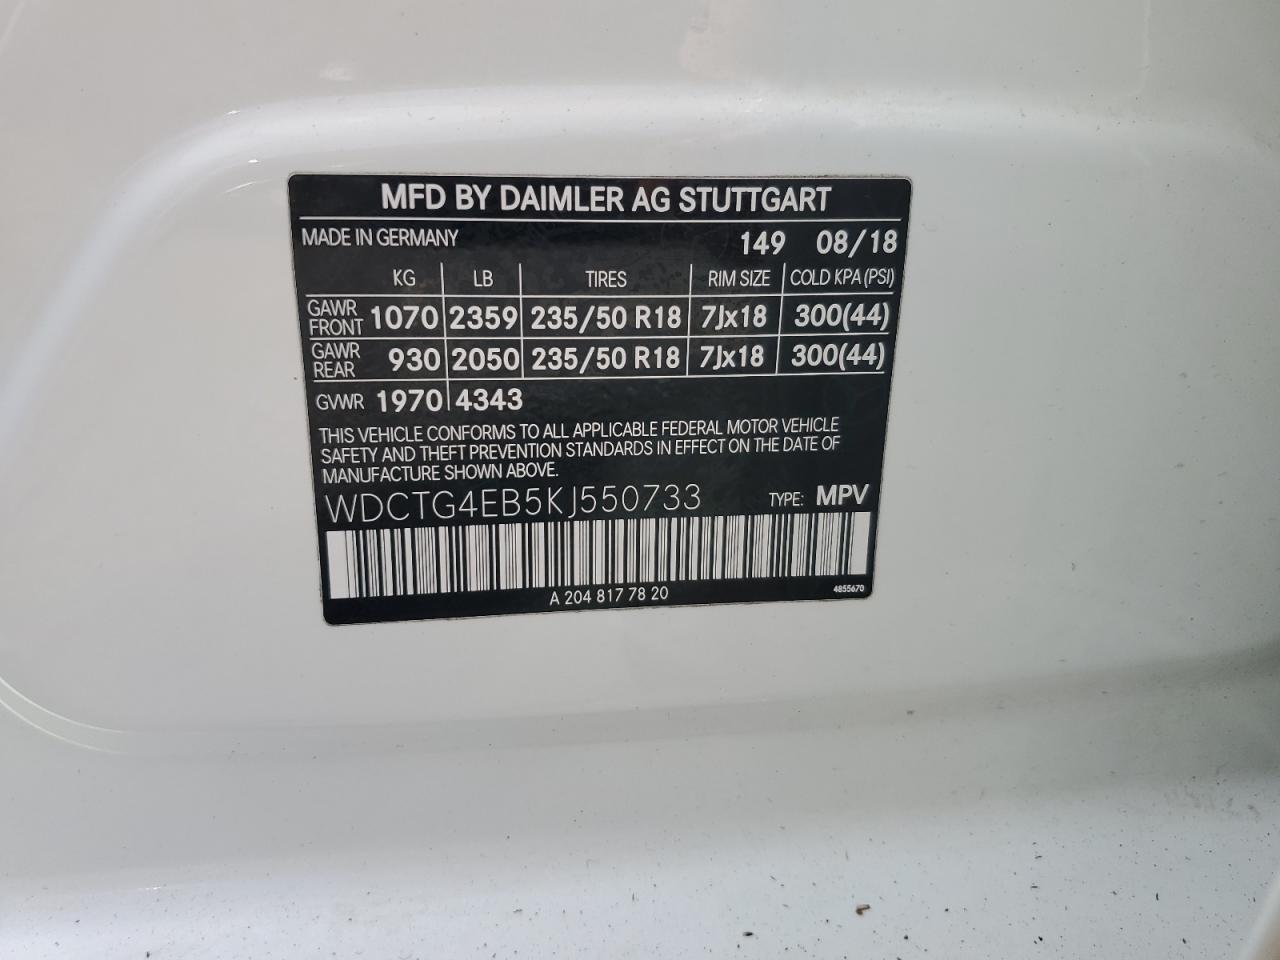 MFD BY DAIMLER AG STUTTGART
MADE IN GERMANY 149 08/18
KG LB TIRES RIM SIZE COLD KPA (PSI)
GAWR FRONT 1070 2359 235/50 R18 7Jx18 300(44)
GAWR REAR 930 2050 235/50 R18 7Jx18 300(44)
GVWR 1970 4343
THIS VEHICLE CONFORMS TO ALL APPLICABLE FEDERAL MOTOR VEHICLE
SAFETY AND THEFT PREVENTION STANDARDS IN EFFECT ON THE DATE OF
MANUFACTURE SHOWN ABOVE.
WDCTG4EB5KJ550733 TYPE: MPV
A 204 817 78 20 4855670